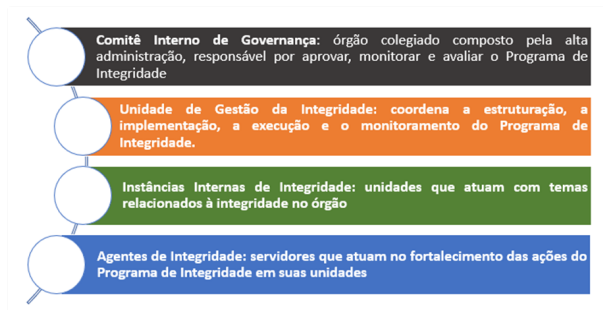 Comitê Interno de Governança: órgão colegiado composto pela alta
administração, responsável por aprovar, monitorar e avaliar o Programa de
Integridade
Unidade de Gestão da Integridade: coordena a estruturação, a
implementação, a execução e o monitoramento do Programa de
Integridade.
Instâncias Internas de Integridade: unidades que atuam com temas
relacionados à integridade no órgão
Agentes de Integridade: servidores que atuam no fortalecimento das ações do
Programa de Integridade em suas unidades